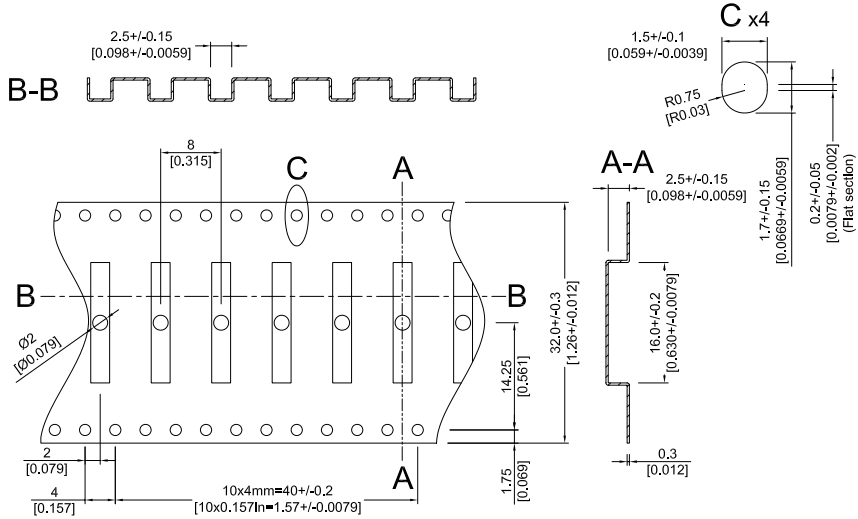 2.5+/-0.15
[0.098+/-0.0059]
B-B
C x4
1.5+/-0.1
[0.059+/-0.0039]
R0.75
[R0.03]
1.7+/-0.15
[0.0669+/-0.0059]
0.2+/-0.05
[0.0079+/-0.002]
(Flat section)
8
[0.315]
C
A
A-A
2.5+/-0.15
[0.098+/-0.0059]
B
B
Ø2
[Ø0.079]
14.25
[0.561]
32.0+/-0.3
[1.26+/-0.012]
16.0+/-0.2
[0.630+/-0.0079]
2
[0.079]
4
[0.157]
10x4mm=40+/-0.2
[10x0.157In=1.57+/-0.0079]
A
1.75
[0.069]
0.3
[0.012]